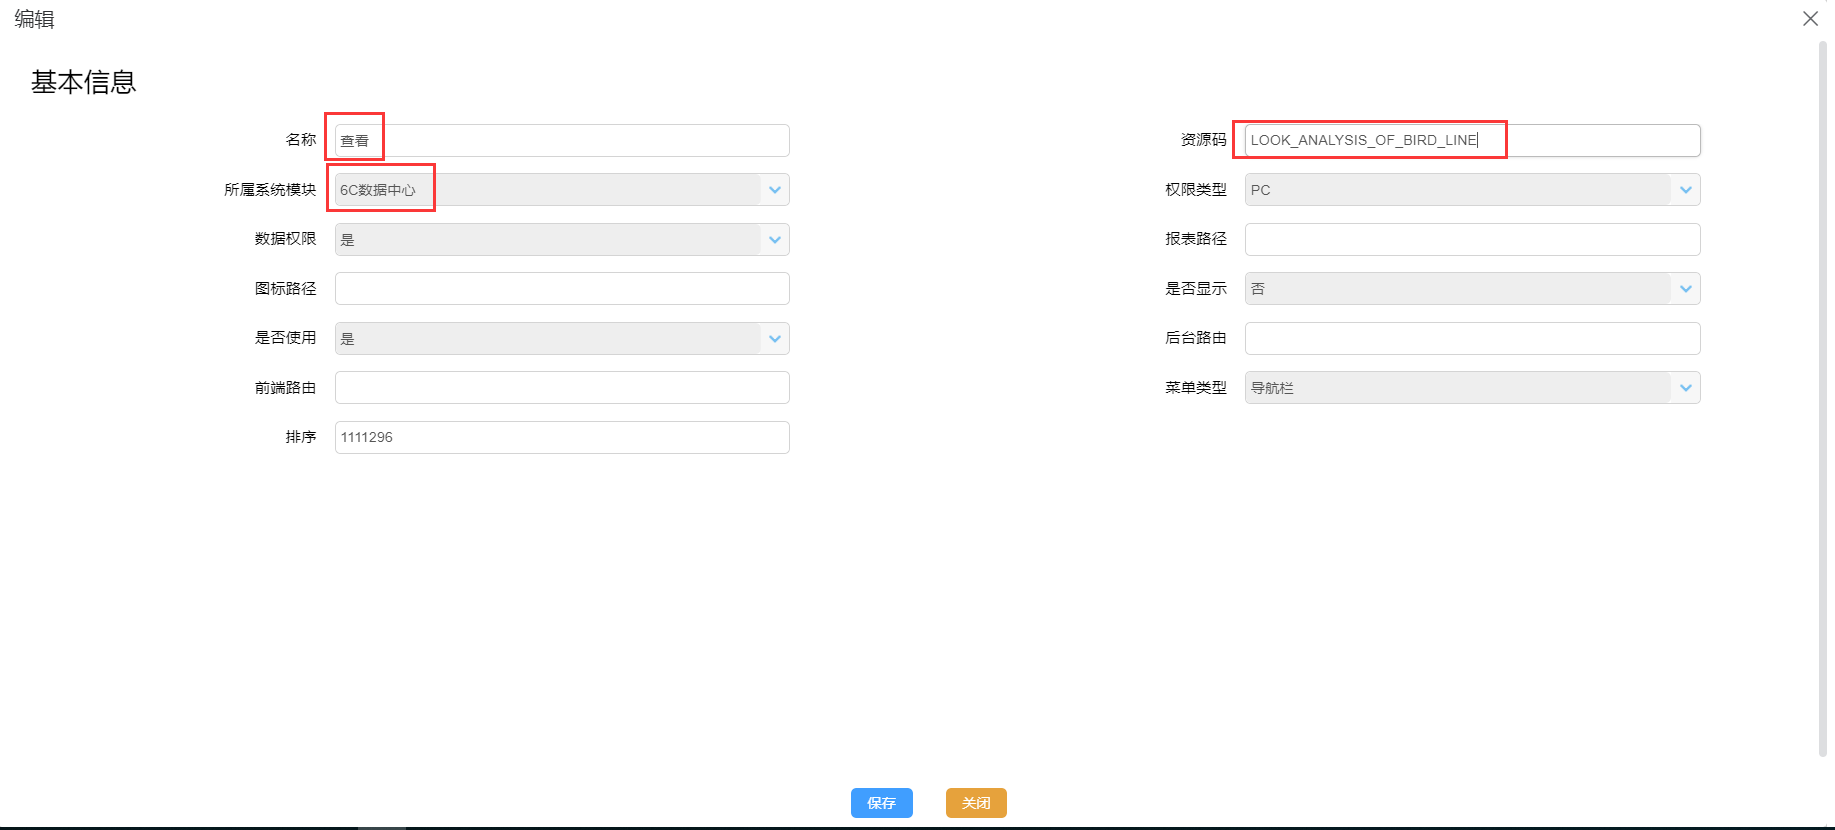 编辑
基本信息
名称 查看 资源码 LOOK_ANALYSIS_OF_BIRD_LINE
所属系统模块 6C数据中心 权限类型 PC
数据权限 是 报表路径
图标路径 是否显示 否
是否使用 是 后台路由
前端路由 菜单类型 导航栏
排序 1111296
保存 关闭